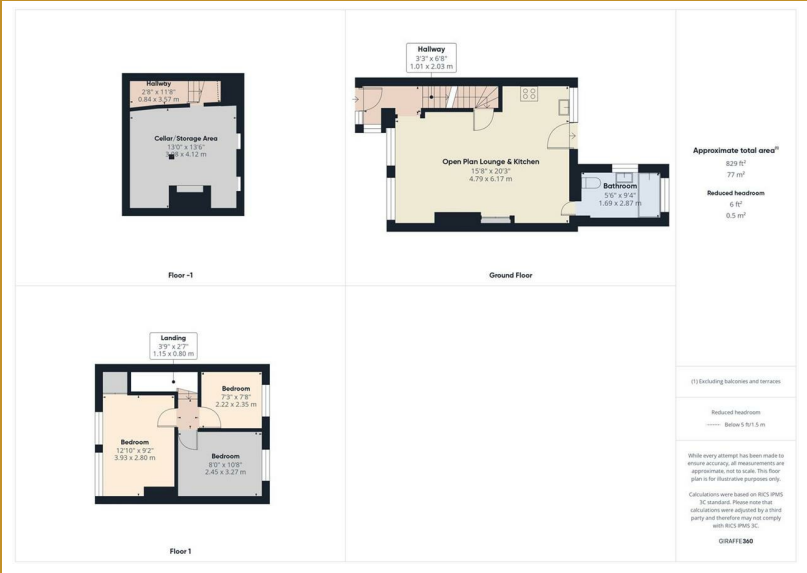 Hallway
2'8" x 11'8"
0.84 x 3.57 m
Cellar/Storage Area
13'0" x 13'6"
3.98 x 4.12 m
Floor -1
Hallway
3'3" x 6'8"
1.01 x 2.03 m
Open Plan Lounge & Kitchen
15'8" x 20'3"
4.79 x 6.17 m
Bathroom
5'6" x 9'4"
1.69 x 2.87 m
Ground Floor
Landing
3'9" x 2'7"
1.15 x 0.80 m
Bedroom
7'3" x 7'8"
2.22 x 2.35 m
Bedroom
12'10" x 9'2"
3.93 x 2.80 m
Bedroom
8'0" x 10'8"
2.45 x 3.27 m
Floor 1
Approximate total area(1)
829 ft²
77 m²
Reduced headroom
6 ft²
0.5 m²
(1) Excluding balconies and terraces
Reduced headroom
Below 5 ft/1.5 m
While every attempt has been made to
ensure accuracy, all measurements are
approximate, not to scale. This floor
plan is for illustrative purposes only.
Calculations were based on RICS IPMS
3C standard. Please note that
calculations were adjusted by a third
party and therefore may not comply
with RICS IPMS 3C.
GIRAFFE360